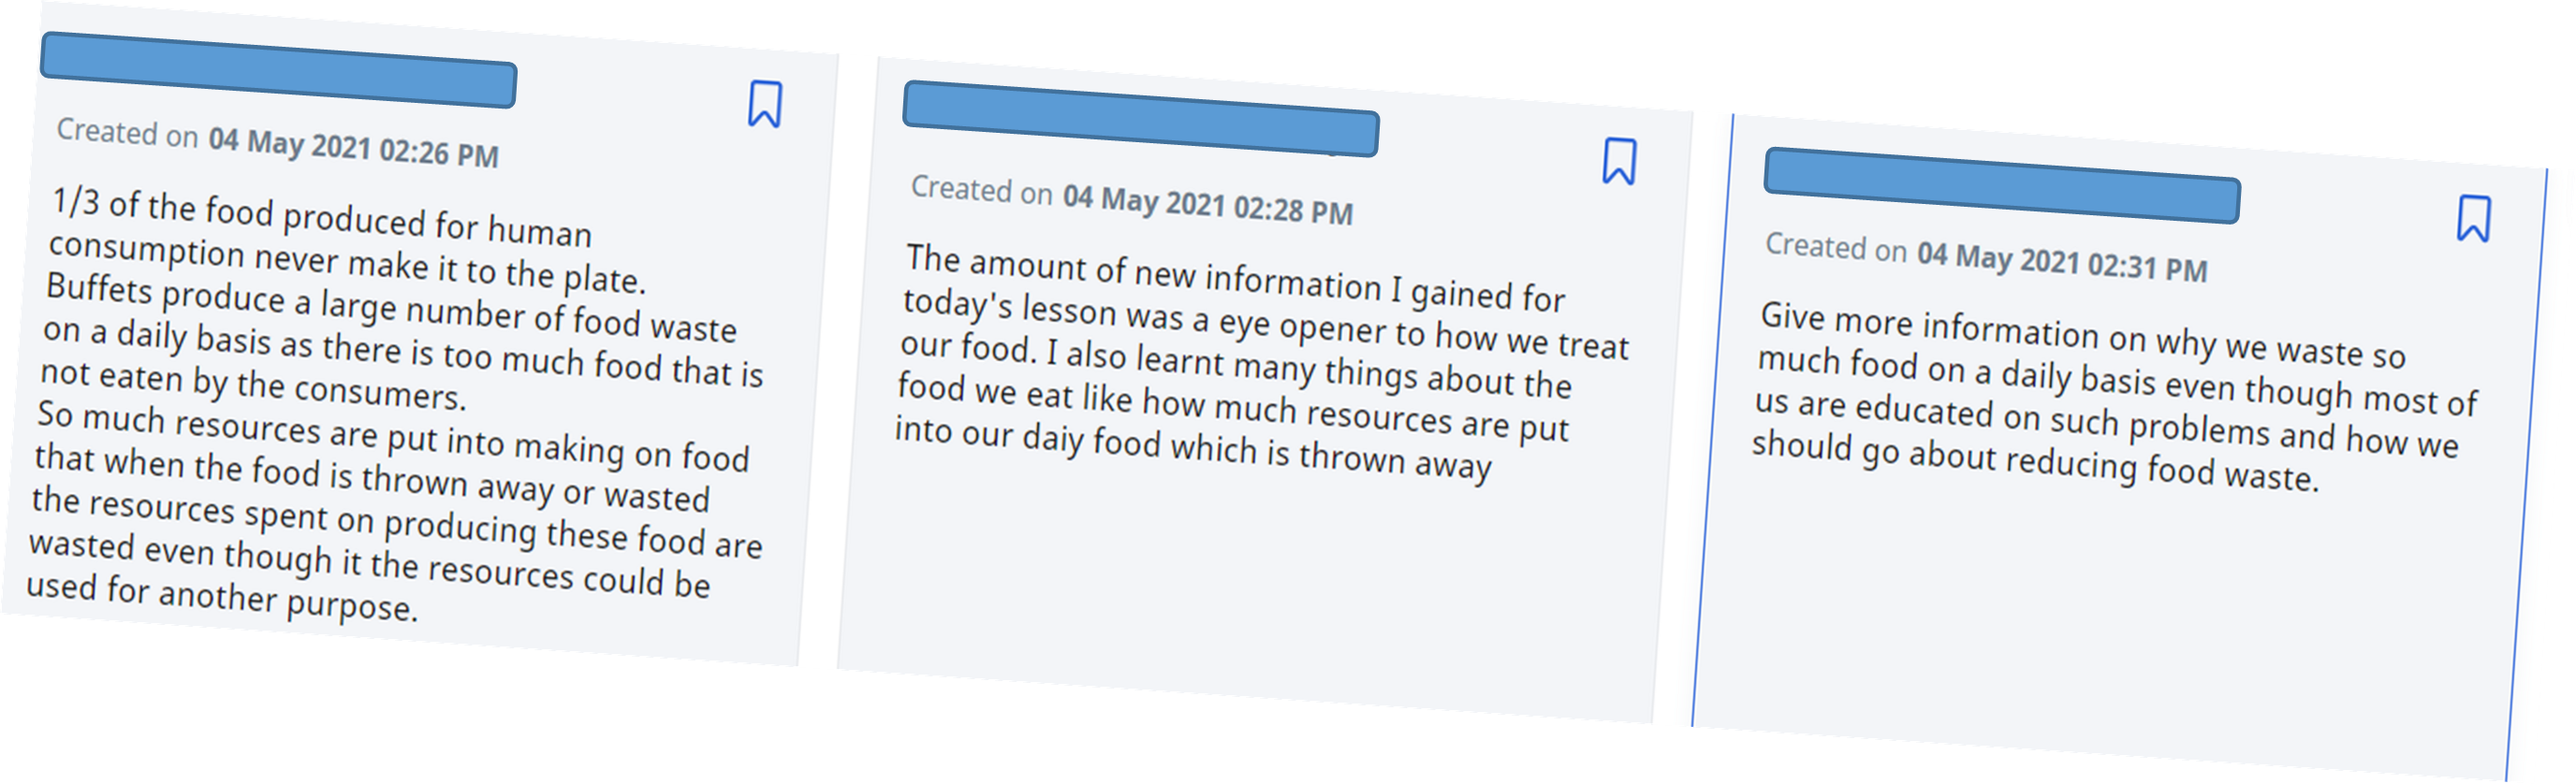 Created on 04 May 2021 02:26 PM
1/3 of the food produced for human
consumption never make it to the plate.
Buffets produce a large number of food waste
on a daily basis as there is too much food that is
not eaten by the consumers.
So much resources are put into making on food
that when the food is thrown away or wasted
the resources spent on producing these food are
wasted even though it the resources could be
used for another purpose.
Created on 04 May 2021 02:28 PM
The amount of new information I gained for
today's lesson was a eye opener to how we treat
our food. I also learnt many things about the
food we eat like how much resources are put
into our daiy food which is thrown away
Created on 04 May 2021 02:31 PM
Give more information on why we waste so
much food on a daily basis even though most of
us are educated on such problems and how we
should go about reducing food waste.